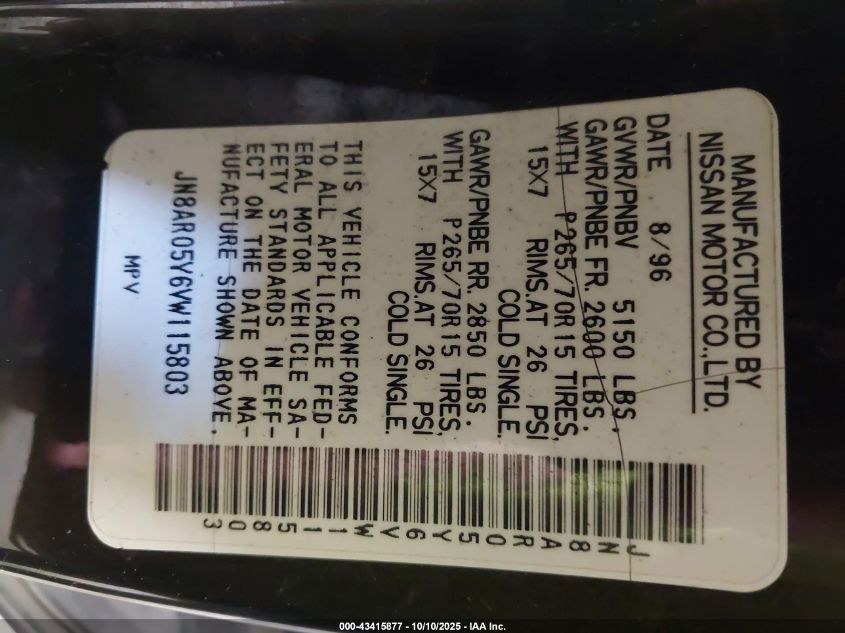 MANUFACTURED BY
NISSAN MOTOR CO.,LTD.
DATE 8/96
GVWR/PNBV 5150 LBS.
GAWR/PNBE FR. 2600 LBS.
WITH P265/70R15 TIRES,
15X7 RIMS.AT 26 PSI
COLD SINGLE.
GAWR/PNBE RR. 2850 LBS.
WITH P265/70R15 TIRES,
15X7 RIMS.AT 26 PSI
COLD SINGLE.
THIS VEHICLE CONFORMS
TO ALL APPLICABLE FED-
ERAL MOTOR VEHICLE SA-
FETY STANDARDS IN EFF-
ECT ON THE DATE OF MA-
NUFACTURE SHOWN ABOVE.
JN8AR05Y6VW115803
MPV
JN8AR05Y6VW115803
000-43415877 - 10/10/2025 - IAA Inc.